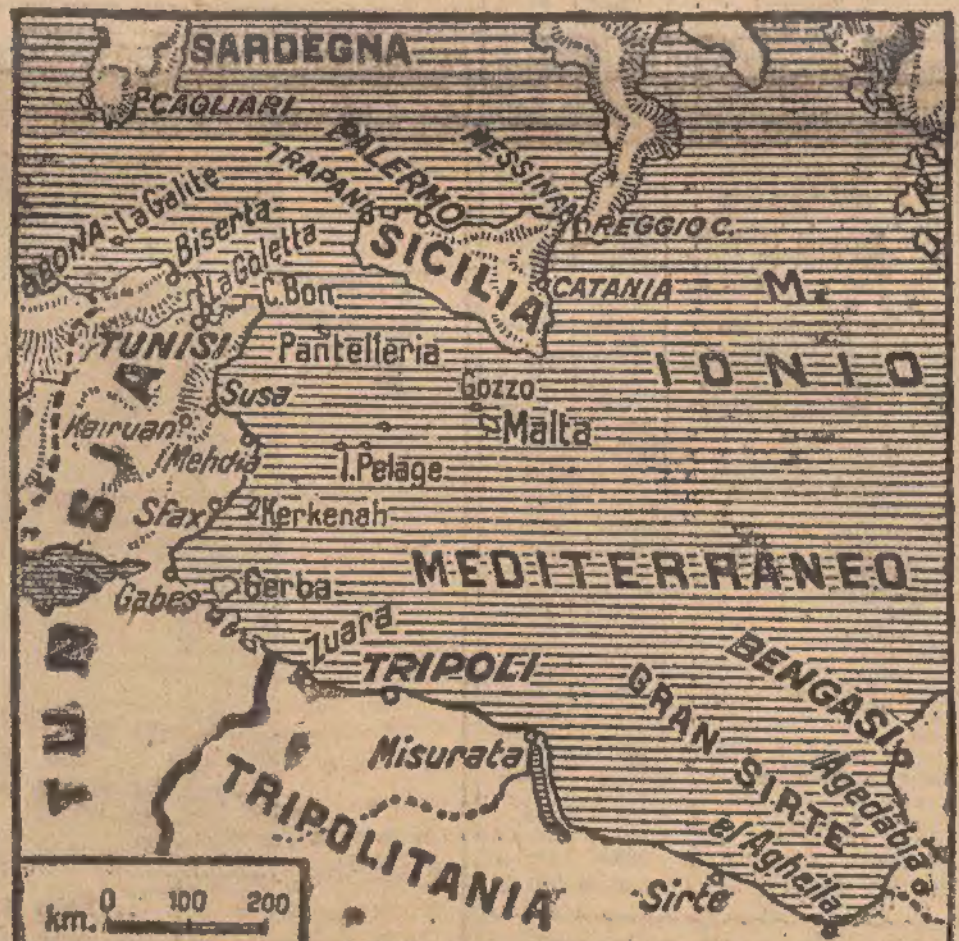 SARDEGNA
CAGLIARI
PALERMO
MESSINA
TRAPANI
La Galite
BONA
Biserta
SICILIA
REGGIO C.
La Goletta
C. Bon
CATANIA
M.
TUNISI
Pantelleria
IONIO
Susa
Gozzo
Kairuan
Malta
Mehdia
I. Pelage
Sfax
Kerkenah
MEDITERRANEO
Gabes
Gerba
Zuara
TUNISIA
TRIPOLI
BENGASI
GRAN SIRTE
Misurata
Agedabia
TRIPOLITANIA
el Agheila
Sirte
km. 0 100 200